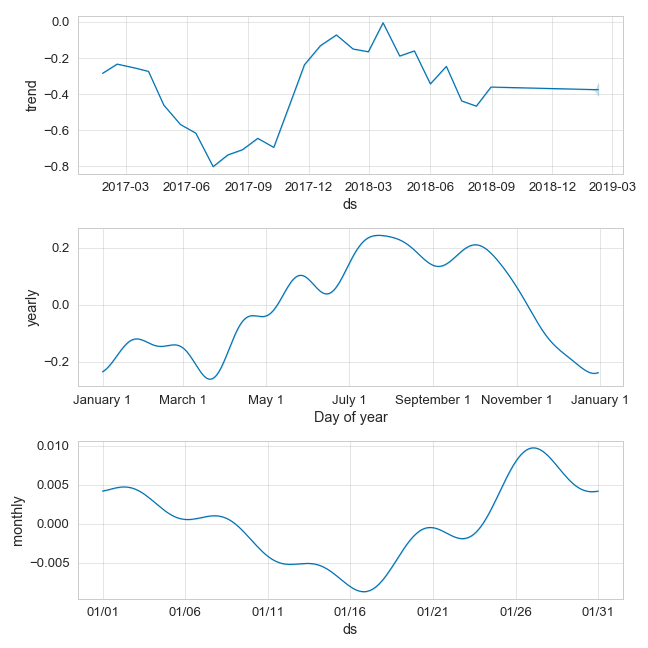 0.0
−0.2
−0.4
−0.6
−0.8
trend
2017-03 2017-06 2017-09 2017-12 2018-03 2018-06 2018-09 2018-12 2019-03
ds
0.2
0.0
−0.2
yearly
January 1 March 1 May 1 July 1 September 1 November 1 January 1
Day of year
0.010
0.005
0.000
−0.005
monthly
01/01 01/06 01/11 01/16 01/21 01/26 01/31
ds